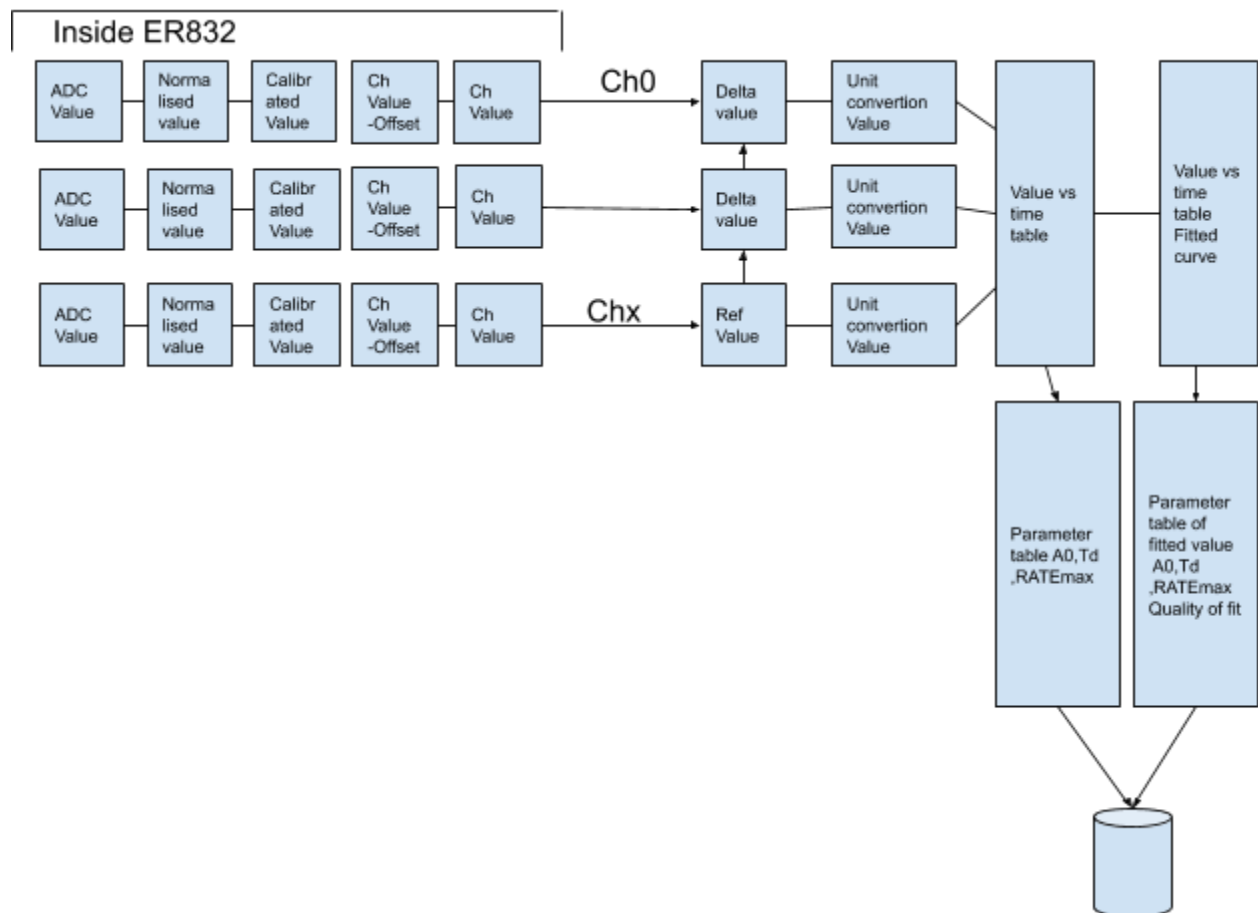 Inside ER832
ADC
Value
Norma
lised
value
Calibr
ated
Value
Ch
Value
-Offset
Ch
Value
Ch0
Delta
value
Unit
convertion
Value
ADC
Value
Norma
lised
value
Calibr
ated
Value
Ch
Value
-Offset
Ch
Value
Delta
value
Unit
convertion
Value
ADC
Value
Norma
lised
value
Calibr
ated
Value
Ch
Value
-Offset
Ch
Value
Chx
Ref
Value
Unit
convertion
Value
Value vs
time
table
Value vs
time
table
Fitted
curve
Parameter
table A0,Td
,RATEmax
Parameter
table of
fitted value
A0,Td
,RATEmax
Quality of fit